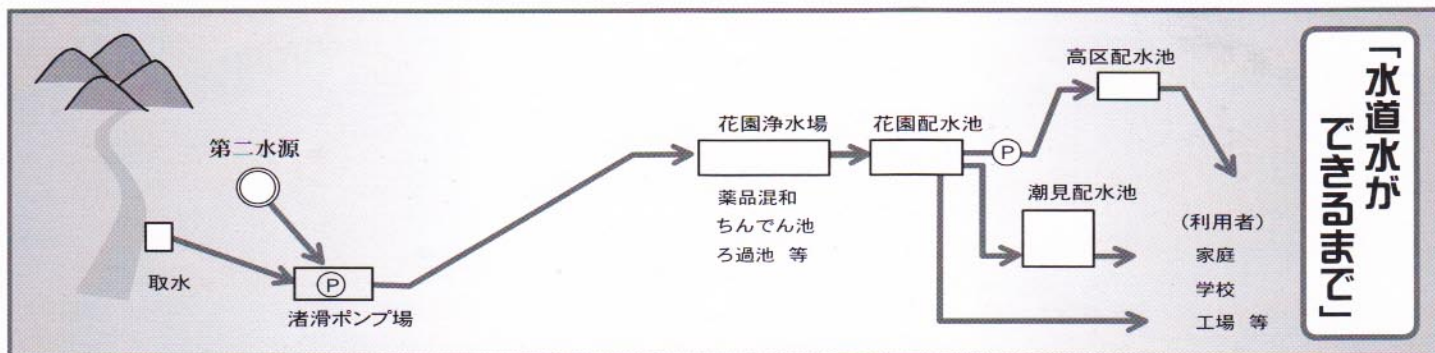 「水道水が
できるまで」
第二水源
取水
P
渚滑ポンプ場
花園浄水場
薬品混和
ちんでん池
ろ過池 等
花園配水池
P
高区配水池
潮見配水池
(利用者)
家庭
学校
工場 等